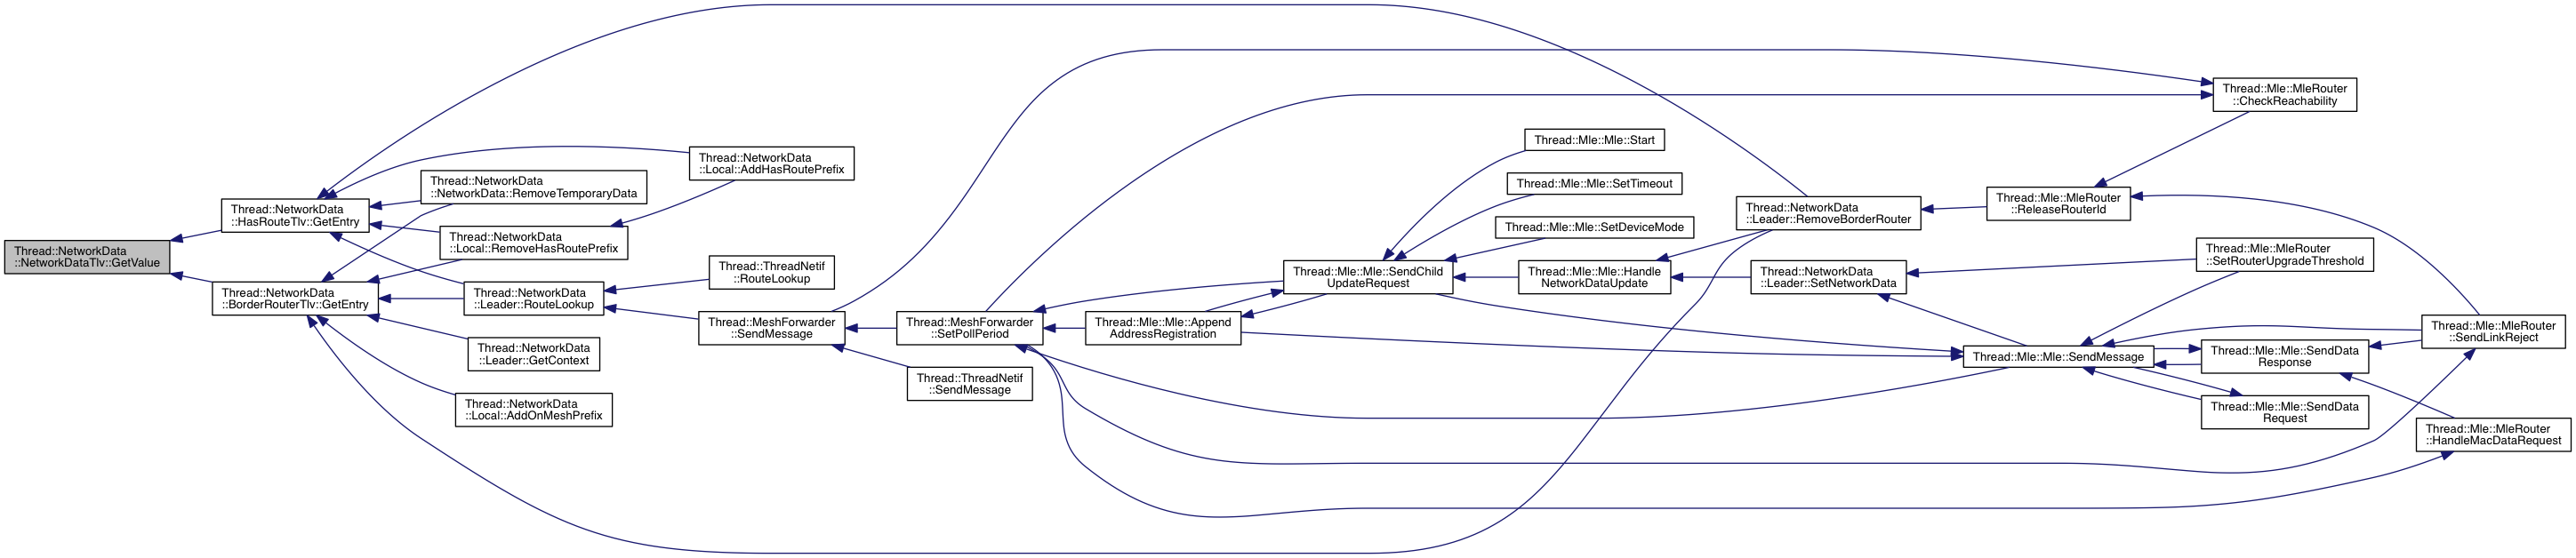 Thread::NetworkData
::NetworkDataTlv::GetValue
Thread::NetworkData
::HasRouteTlv::GetEntry
Thread::NetworkData
::BorderRouterTlv::GetEntry
Thread::NetworkData
::Local::AddHasRoutePrefix
Thread::NetworkData
::NetworkData::RemoveTemporaryData
Thread::NetworkData
::Local::RemoveHasRoutePrefix
Thread::NetworkData
::Leader::RouteLookup
Thread::NetworkData
::Leader::GetContext
Thread::NetworkData
::Local::AddOnMeshPrefix
Thread::ThreadNetif
::RouteLookup
Thread::MeshForwarder
::SendMessage
Thread::MeshForwarder
::SetPollPeriod
Thread::ThreadNetif
::SendMessage
Thread::Mle::Mle::Append
AddressRegistration
Thread::Mle::Mle::SendChild
UpdateRequest
Thread::Mle::Mle::Start
Thread::Mle::Mle::SetTimeout
Thread::Mle::Mle::SetDeviceMode
Thread::Mle::Mle::Handle
NetworkDataUpdate
Thread::NetworkData
::Leader::RemoveBorderRouter
Thread::NetworkData
::Leader::SetNetworkData
Thread::Mle::MleRouter
::ReleaseRouterId
Thread::Mle::Mle::SendMessage
Thread::Mle::MleRouter
::CheckReachability
Thread::Mle::MleRouter
::SetRouterUpgradeThreshold
Thread::Mle::Mle::SendData
Response
Thread::Mle::Mle::SendData
Request
Thread::Mle::MleRouter
::SendLinkReject
Thread::Mle::MleRouter
::HandleMacDataRequest